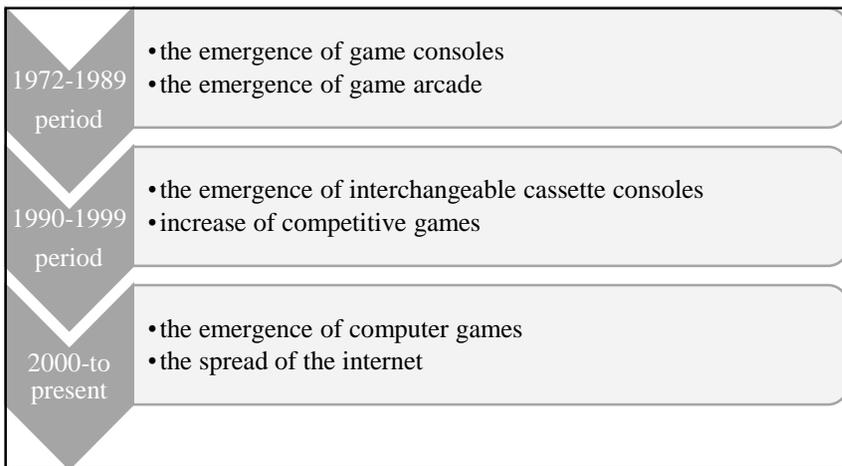 1972-1989
period
•the emergence of game consoles
•the emergence of game arcade
1990-1999
period
•the emergence of interchangeable cassette consoles
•increase of competitive games
2000-to
present
•the emergence of computer games
•the spread of the internet